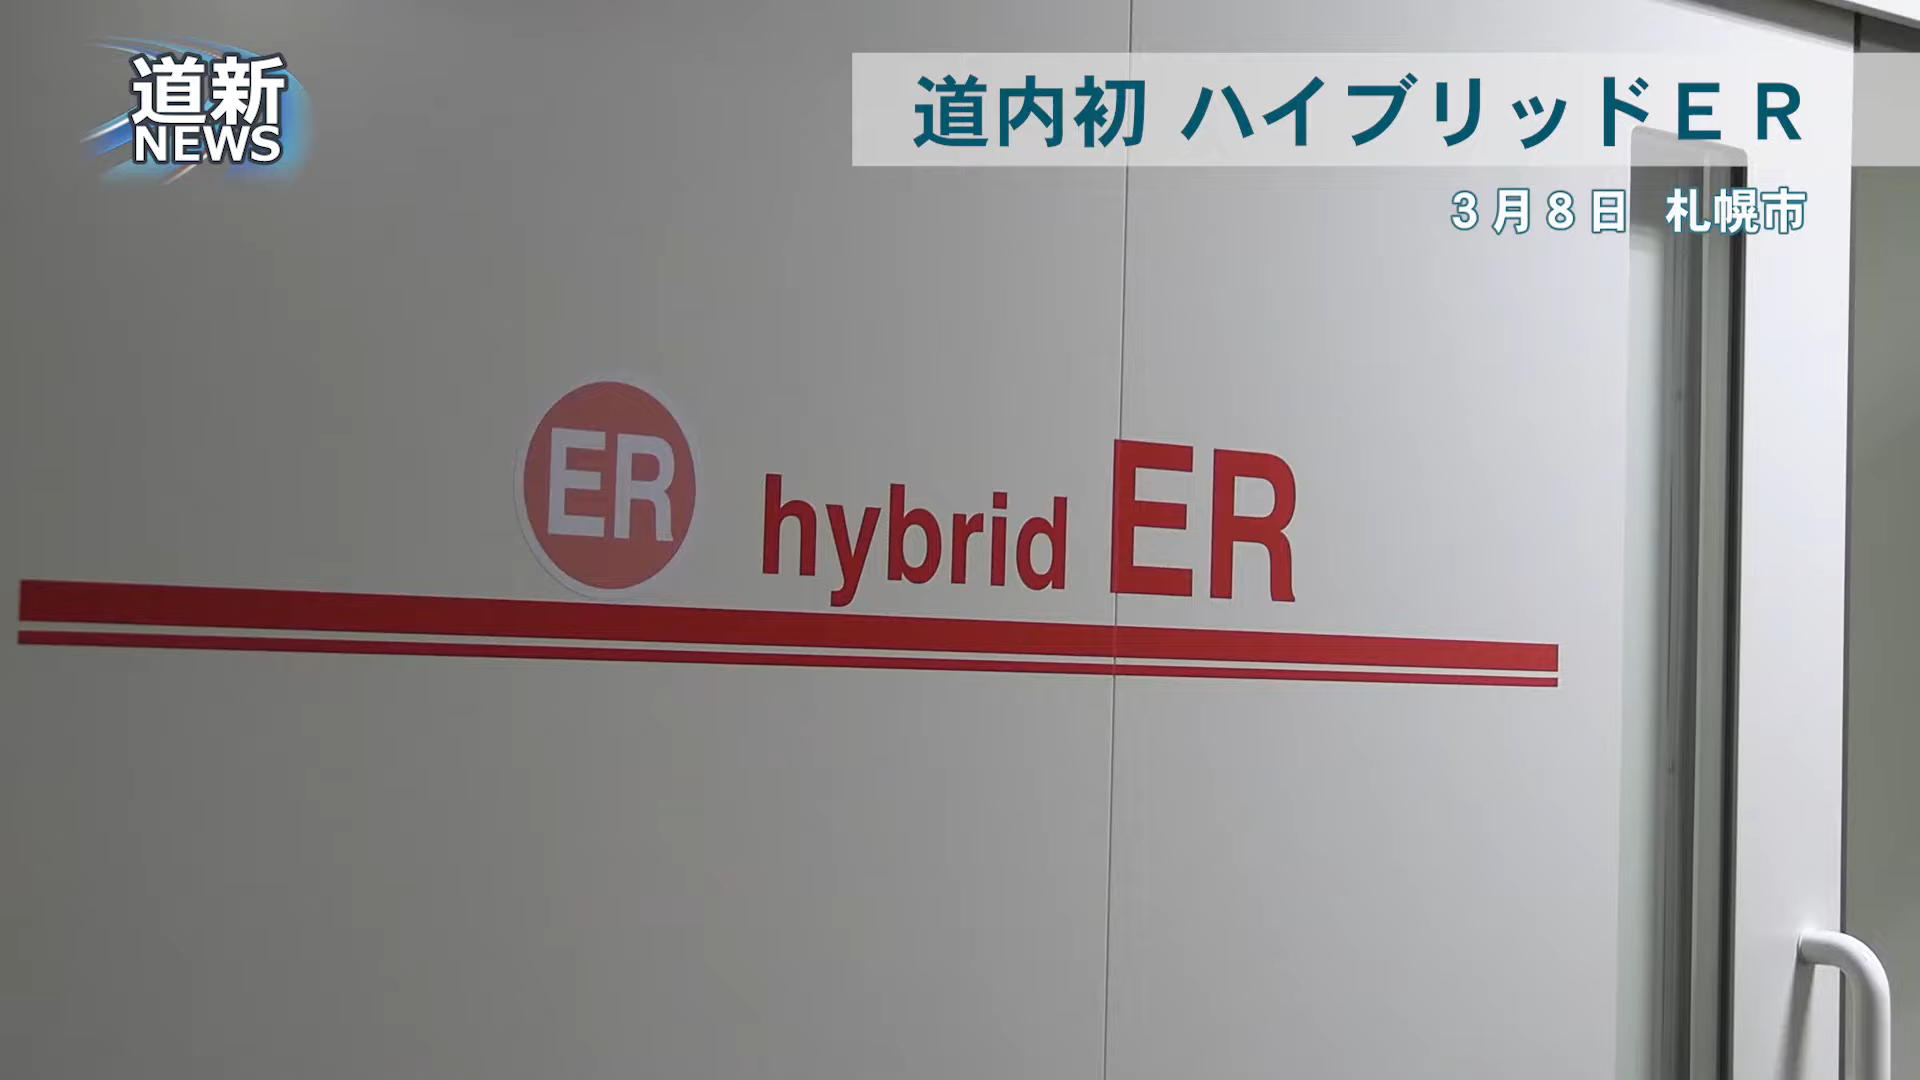 道新
NEWS
道内初 ハイブリッドＥＲ
３月８日 札幌市
ER
hybrid ER